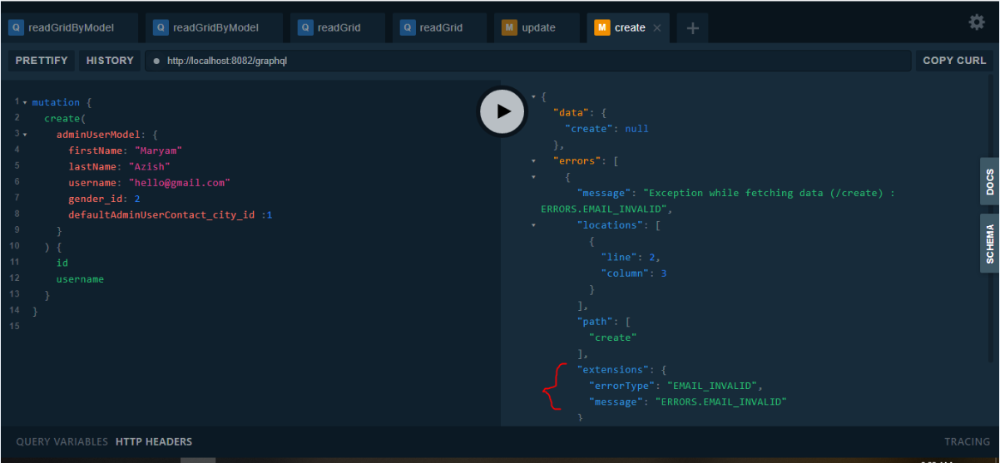 Q readGridByModel Q readGridByModel Q readGrid Q readGrid M update M create × +
PRETTIFY HISTORY http://localhost:8082/graphql COPY CURL
1 mutation {
2 create(
3 adminUserModel: {
4 firstName: "Maryam"
5 lastName: "Azish"
6 username: "hello@gmail.com"
7 gender_id: 2
8 defaultAdminUserContact_city_id :1
9 }
10 ) {
11 id
12 username
13 }
14 }
15
{
"data": {
"create": null
},
"errors": [
{
"message": "Exception while fetching data (/create) :
ERRORS.EMAIL_INVALID",
"locations": [
{
"line": 2,
"column": 3
}
],
"path": [
"create"
],
"extensions": {
"errorType": "EMAIL_INVALID",
"message": "ERRORS.EMAIL_INVALID"
}
DOCS
SCHEMA
QUERY VARIABLES HTTP HEADERS TRACING